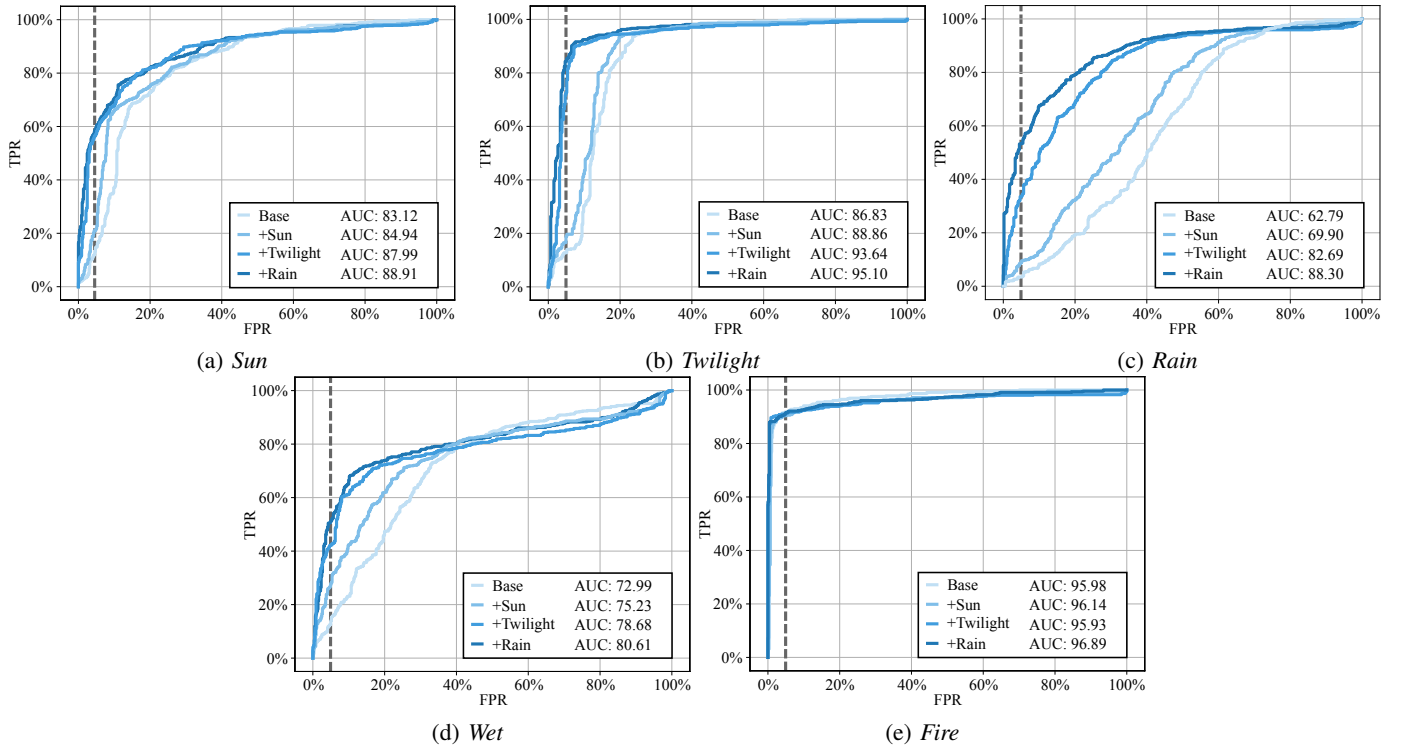 100%
80%
60%
40%
20%
0%
TPR
Base AUC: 83.12
+Sun AUC: 84.94
+Twilight AUC: 87.99
+Rain AUC: 88.91
0% 20% 40% 60% 80% 100%
FPR
(a) Sun
100%
80%
60%
40%
20%
0%
TPR
Base AUC: 86.83
+Sun AUC: 88.86
+Twilight AUC: 93.64
+Rain AUC: 95.10
0% 20% 40% 60% 80% 100%
FPR
(b) Twilight
100%
80%
60%
40%
20%
0%
TPR
Base AUC: 62.79
+Sun AUC: 69.90
+Twilight AUC: 82.69
+Rain AUC: 88.30
0% 20% 40% 60% 80% 100%
FPR
(c) Rain
100%
80%
60%
40%
20%
0%
TPR
Base AUC: 72.99
+Sun AUC: 75.23
+Twilight AUC: 78.68
+Rain AUC: 80.61
0% 20% 40% 60% 80% 100%
FPR
(d) Wet
100%
80%
60%
40%
20%
0%
TPR
Base AUC: 95.98
+Sun AUC: 96.14
+Twilight AUC: 95.93
+Rain AUC: 96.89
0% 20% 40% 60% 80% 100%
FPR
(e) Fire